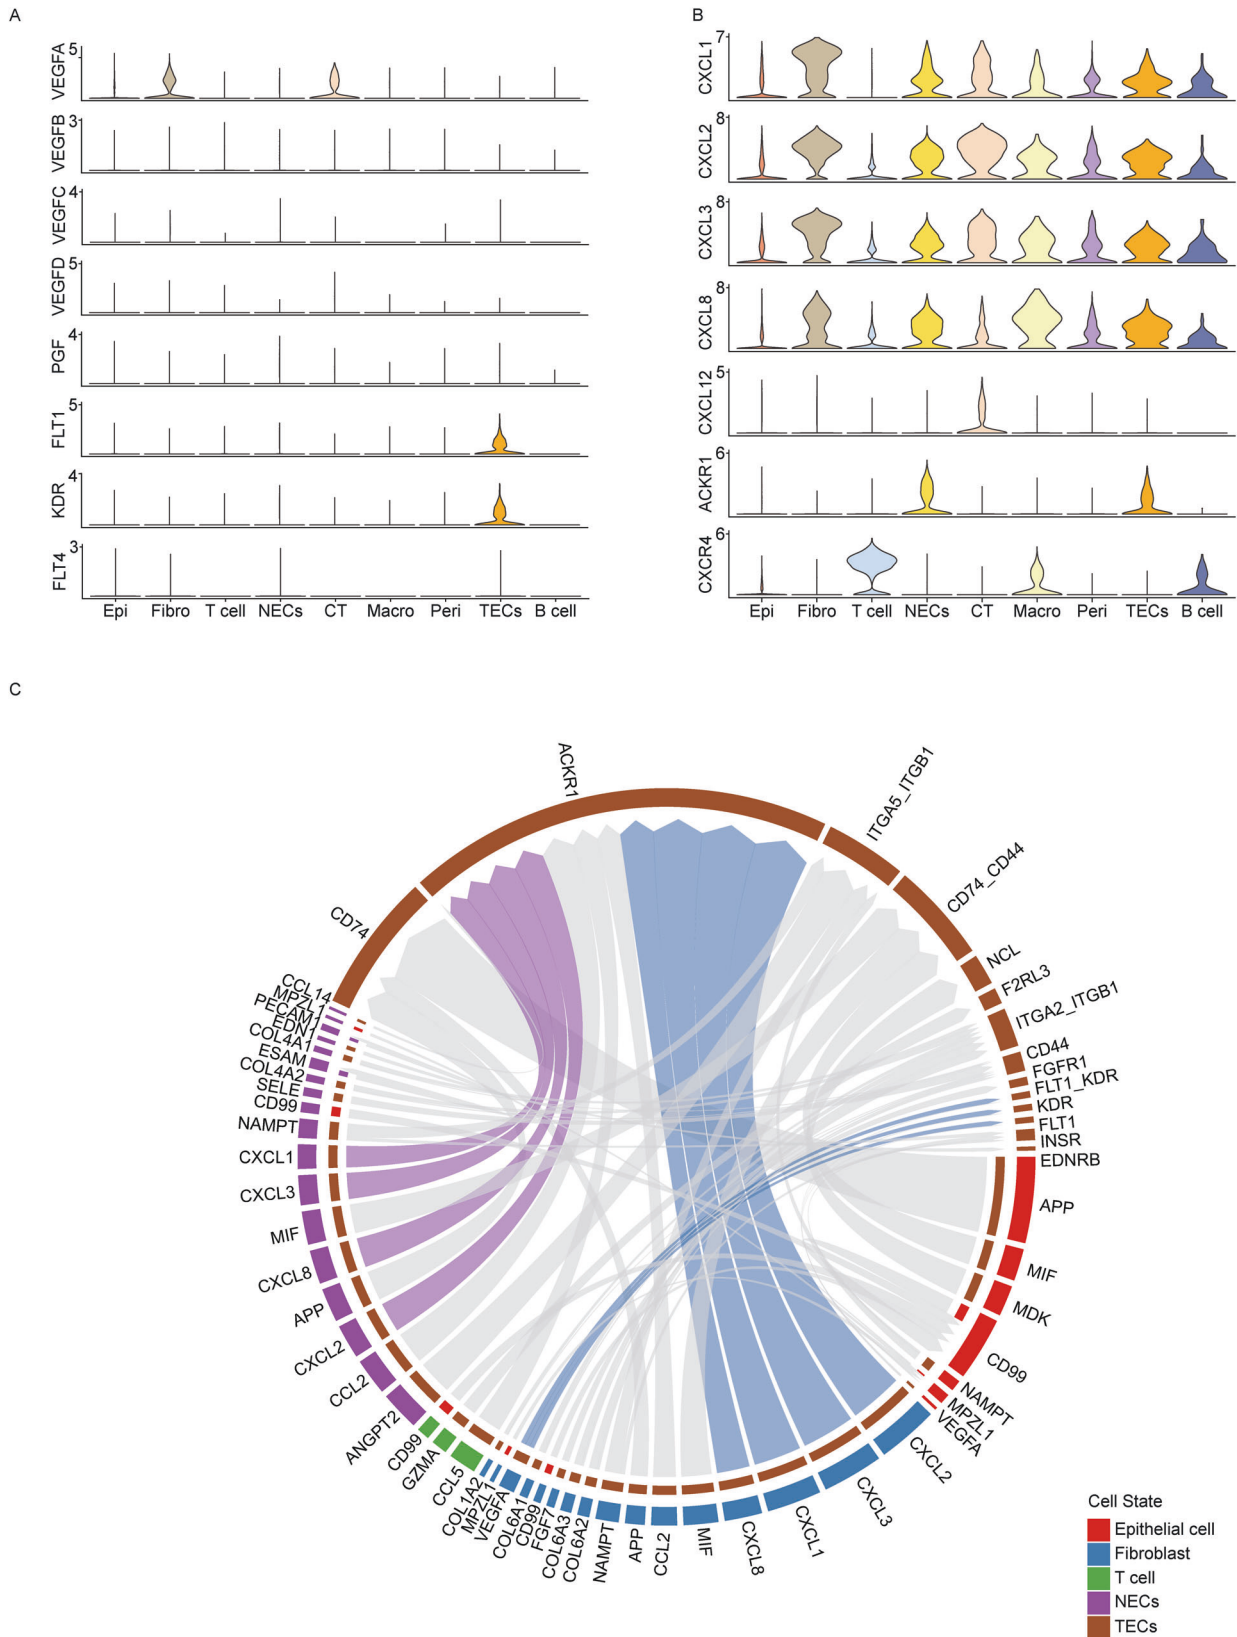 A
VEGFA
5
VEGFB
3
VEGFC
4
VEGFD
5
PGF
4
FLT1
5
KDR
4
FLT4
3
Epi Fibro T cell NECs CT Macro Peri TECs B cell
B
CXCL1
7
CXCL2
8
CXCL3
8
CXCL8
8
CXCL12
5
ACKR1
6
CXCR4
6
Epi Fibro T cell NECs CT Macro Peri TECs B cell
C
ACKR1
ITGA5_ITGB1
CD74_CD44
NCL
F2RL3
ITGA2_ITGB1
CD44
FGFR1
FLT1_KDR
KDR
FLT1
INSR
EDNRB
APP
MIF
MDK
CD99
NAMPT
MPZL1
VEGFA
CXCL2
CXCL3
CXCL1
CXCL8
MIF
CCL2
APP
NAMPT
COL6A2
COL6A3
FGF7
CD99
COL6A1
VEGFA
MPZL1
COL1A2
CCL5
GZMA
CD99
ANGPT2
CCL2
CXCL2
APP
CXCL8
MIF
CXCL3
CXCL1
NAMPT
CD99
SELE
COL4A2
ESAM
COL4A1
EDN1
PECAM1
MPZL1
CCL14
CD74
Cell State
Epithelial cell
Fibroblast
T cell
NECs
TECs